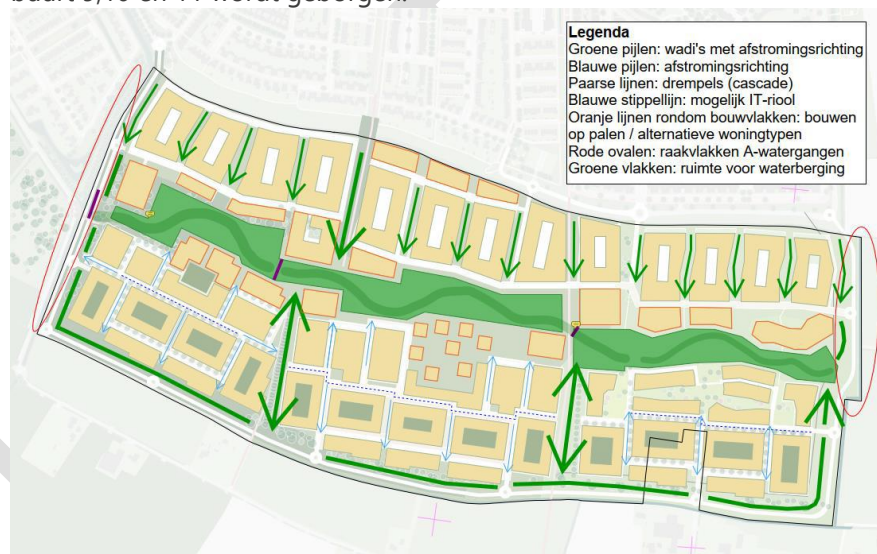 Legenda
Groene pijlen: wadi's met afstromingsrichting
Blauwe pijlen: afstromingsrichting
Paarse lijnen: drempels (cascade)
Blauwe stippellijn: mogelijk IT-riool
Oranje lijnen rondom bouwvlakken: bouwen
op palen / alternatieve woningtypen
Rode ovalen: raakvlakken A-watergangen
Groene vlakken: ruimte voor waterberging